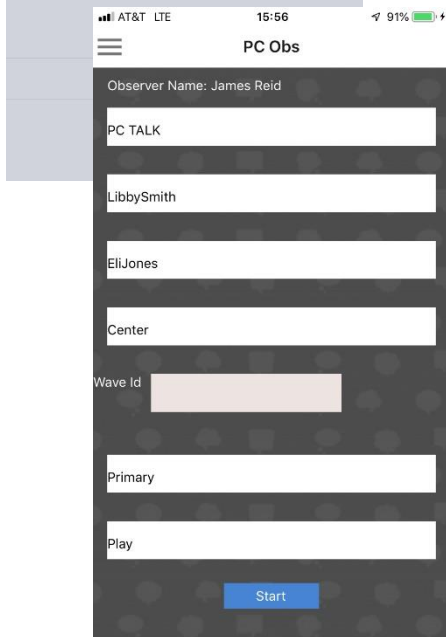 AT&T LTE 15:56 91%
PC Obs
Observer Name: James Reid
PC TALK
LibbySmith
EliJones
Center
Wave Id
Primary
Play
Start